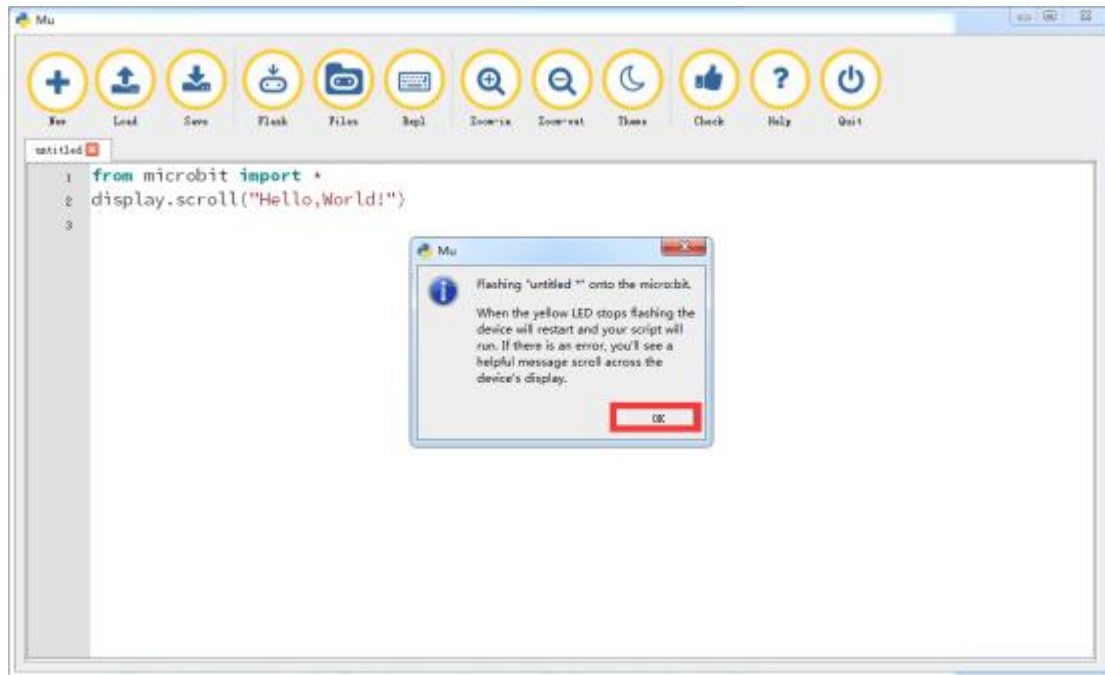 Mu
New Load Save Flash Files Repl Zoom-in Zoom-out Theme Check Help Quit
untitled
1 from microbit import *
2 display.scroll("Hello,World!")
3
Mu
Flashing "untitled *" onto the micro:bit.
When the yellow LED stops flashing the
device will restart and your script will
run. If there is an error, you'll see a
helpful message scroll across the
device's display.
OK